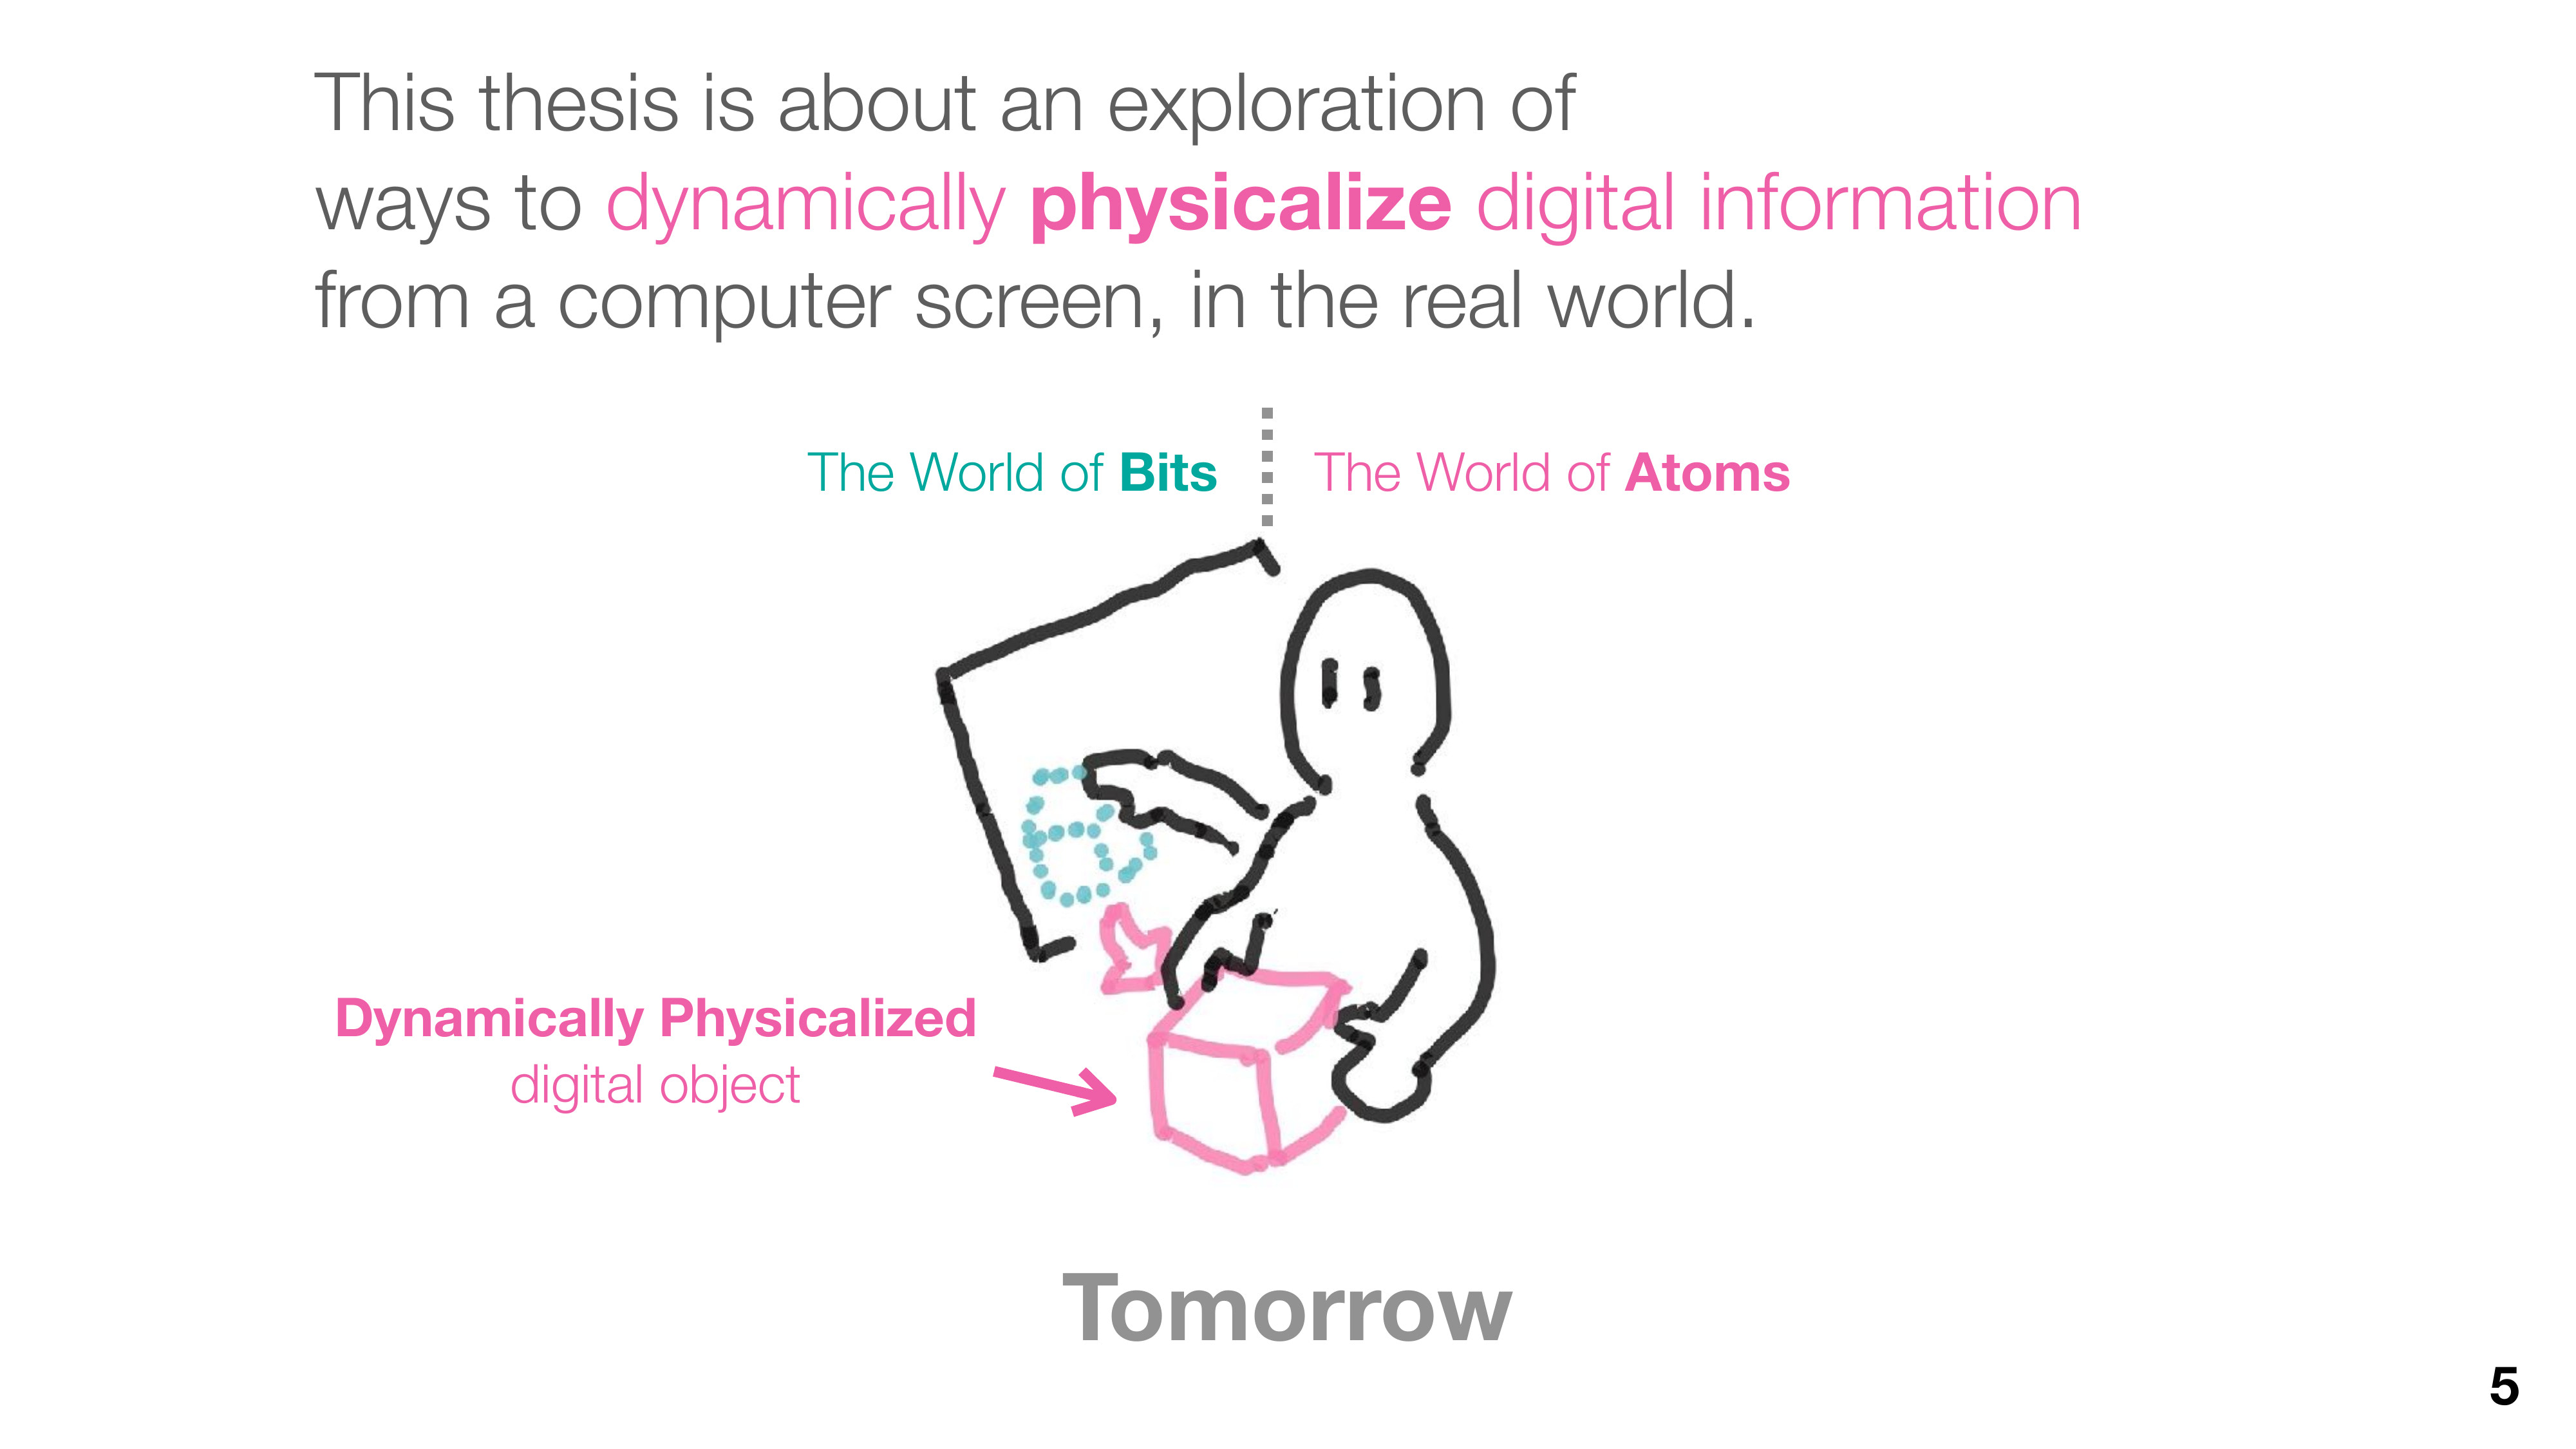 This thesis is about an exploration of
ways to dynamically physicalize digital information
from a computer screen, in the real world.
The World of Bits
The World of Atoms
Dynamically Physicalized
digital object
Tomorrow
5